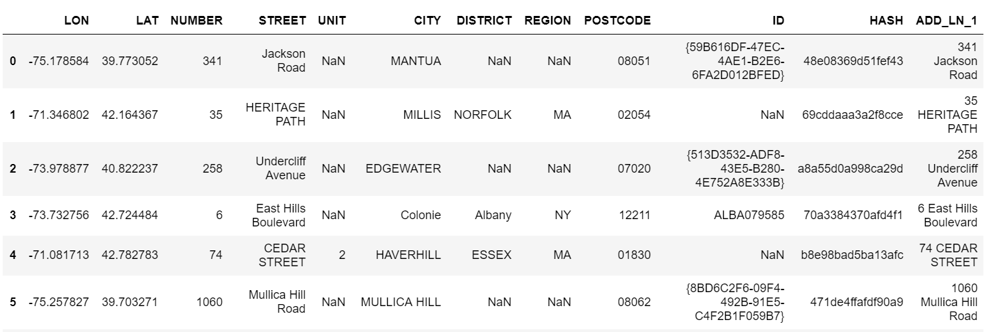 LON LAT NUMBER STREET UNIT CITY DISTRICT REGION POSTCODE ID HASH ADD_LN_1
0 -75.178584 39.773052 341 Jackson Road NaN MANTUA NaN NaN 08051 {59B616DF-47EC-4AE1-B2E6-6FA2D012BFED} 48e08369d51fef43 341 Jackson Road
1 -71.346802 42.164367 35 HERITAGE PATH NaN MILLIS NORFOLK MA 02054 NaN 69cddaaa3a2f8cce 35 HERITAGE PATH
2 -73.978877 40.822237 258 Undercliff Avenue NaN EDGEWATER NaN NaN 07020 {513D3532-ADF8-43E5-B280-4E752A8E333B} a8a55d0a998ca29d 258 Undercliff Avenue
3 -73.732756 42.724484 6 East Hills Boulevard NaN Colonie Albany NY 12211 ALBA079585 70a3384370afd4f1 6 East Hills Boulevard
4 -71.081713 42.782783 74 CEDAR STREET 2 HAVERHILL ESSEX MA 01830 NaN b8e98bad5ba13afc 74 CEDAR STREET
5 -75.257827 39.703271 1060 Mullica Hill Road NaN MULLICA HILL NaN NaN 08062 {8BD6C2F6-09F4-492B-91E5-C4F2B1F059B7} 471de4ffafdf90a9 1060 Mullica Hill Road